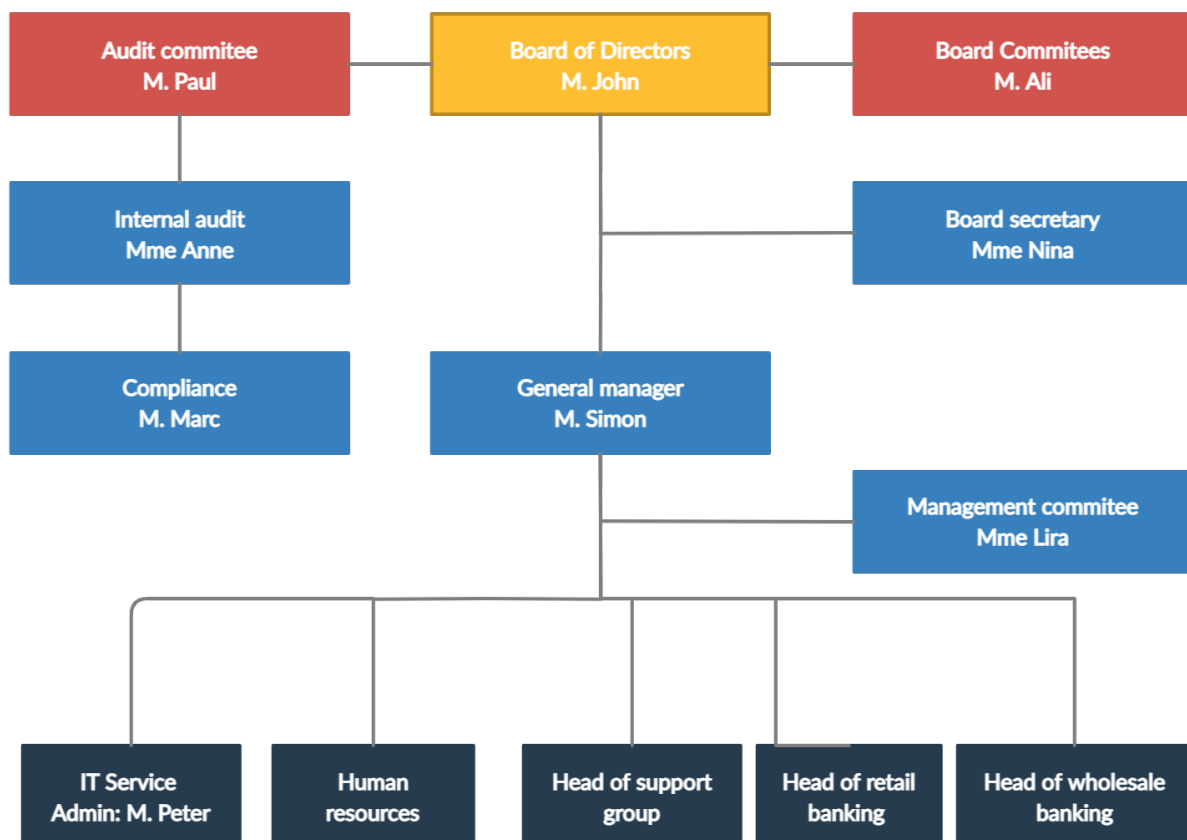 Audit commitee
M. Paul
Board of Directors
M. John
Board Commitees
M. Ali
Internal audit
Mme Anne
Board secretary
Mme Nina
Compliance
M. Marc
General manager
M. Simon
Management commitee
Mme Lira
IT Service
Admin: M. Peter
Human
resources
Head of support
group
Head of retail
banking
Head of wholesale
banking